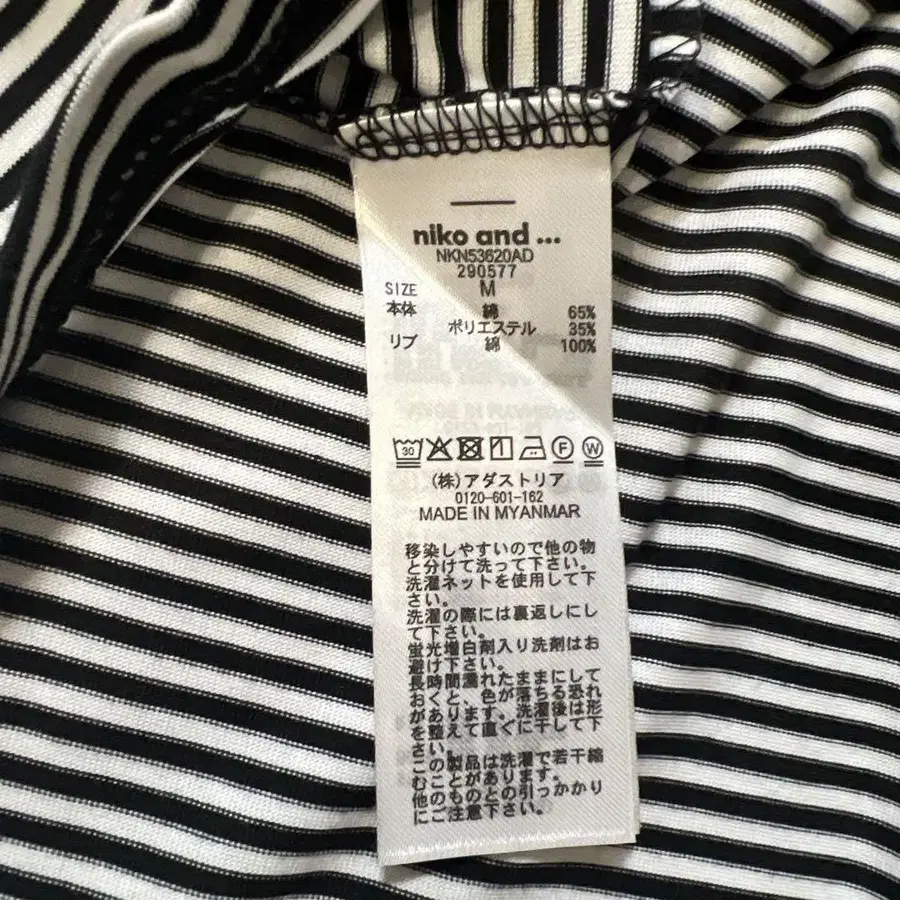 niko and ...
NKN53620AD
290577
SIZE M
本体 綿 65%
ポリエステル 35%
リブ 綿 100%
30 F W
(株)アダストリア
0120-601-162
MADE IN MYANMAR
移染しやすいので他の物
と分けて洗って下さい。
洗濯ネットを使用して下
さい。
洗濯の際には裏返しにし
て下さい。
蛍光増白剤入り洗剤はお
避け下さい。
長時間濡れたままにして
おくと、色が落ちる恐れ
があります。洗濯後は形
を整えて直ぐに干して下
さい。
この製品は洗濯で若干縮
むことがあります。
他のものとの引っかかり
にご注意下さい。